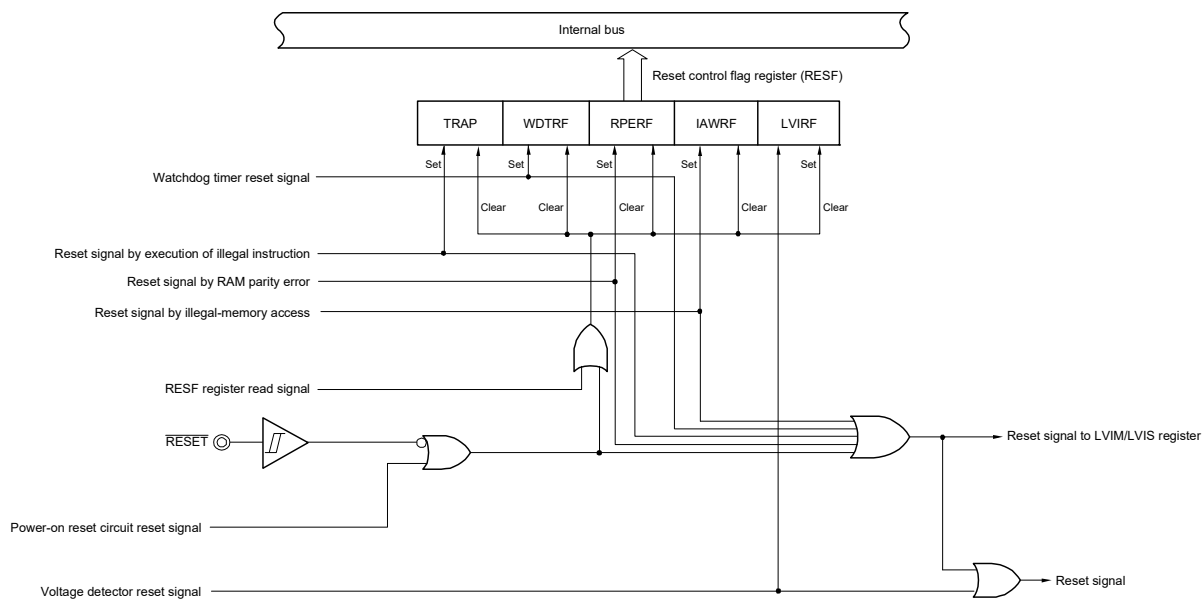 Internal bus
Reset control flag register (RESF)
TRAP WDTRF RPERF IAWRF LVIRF
Set Set Set Set Set
Watchdog timer reset signal
Clear Clear Clear Clear Clear
Reset signal by execution of illegal instruction
Reset signal by RAM parity error
Reset signal by illegal-memory access
RESF register read signal
RESET
Reset signal to LVIM/LVIS register
Power-on reset circuit reset signal
Reset signal
Voltage detector reset signal